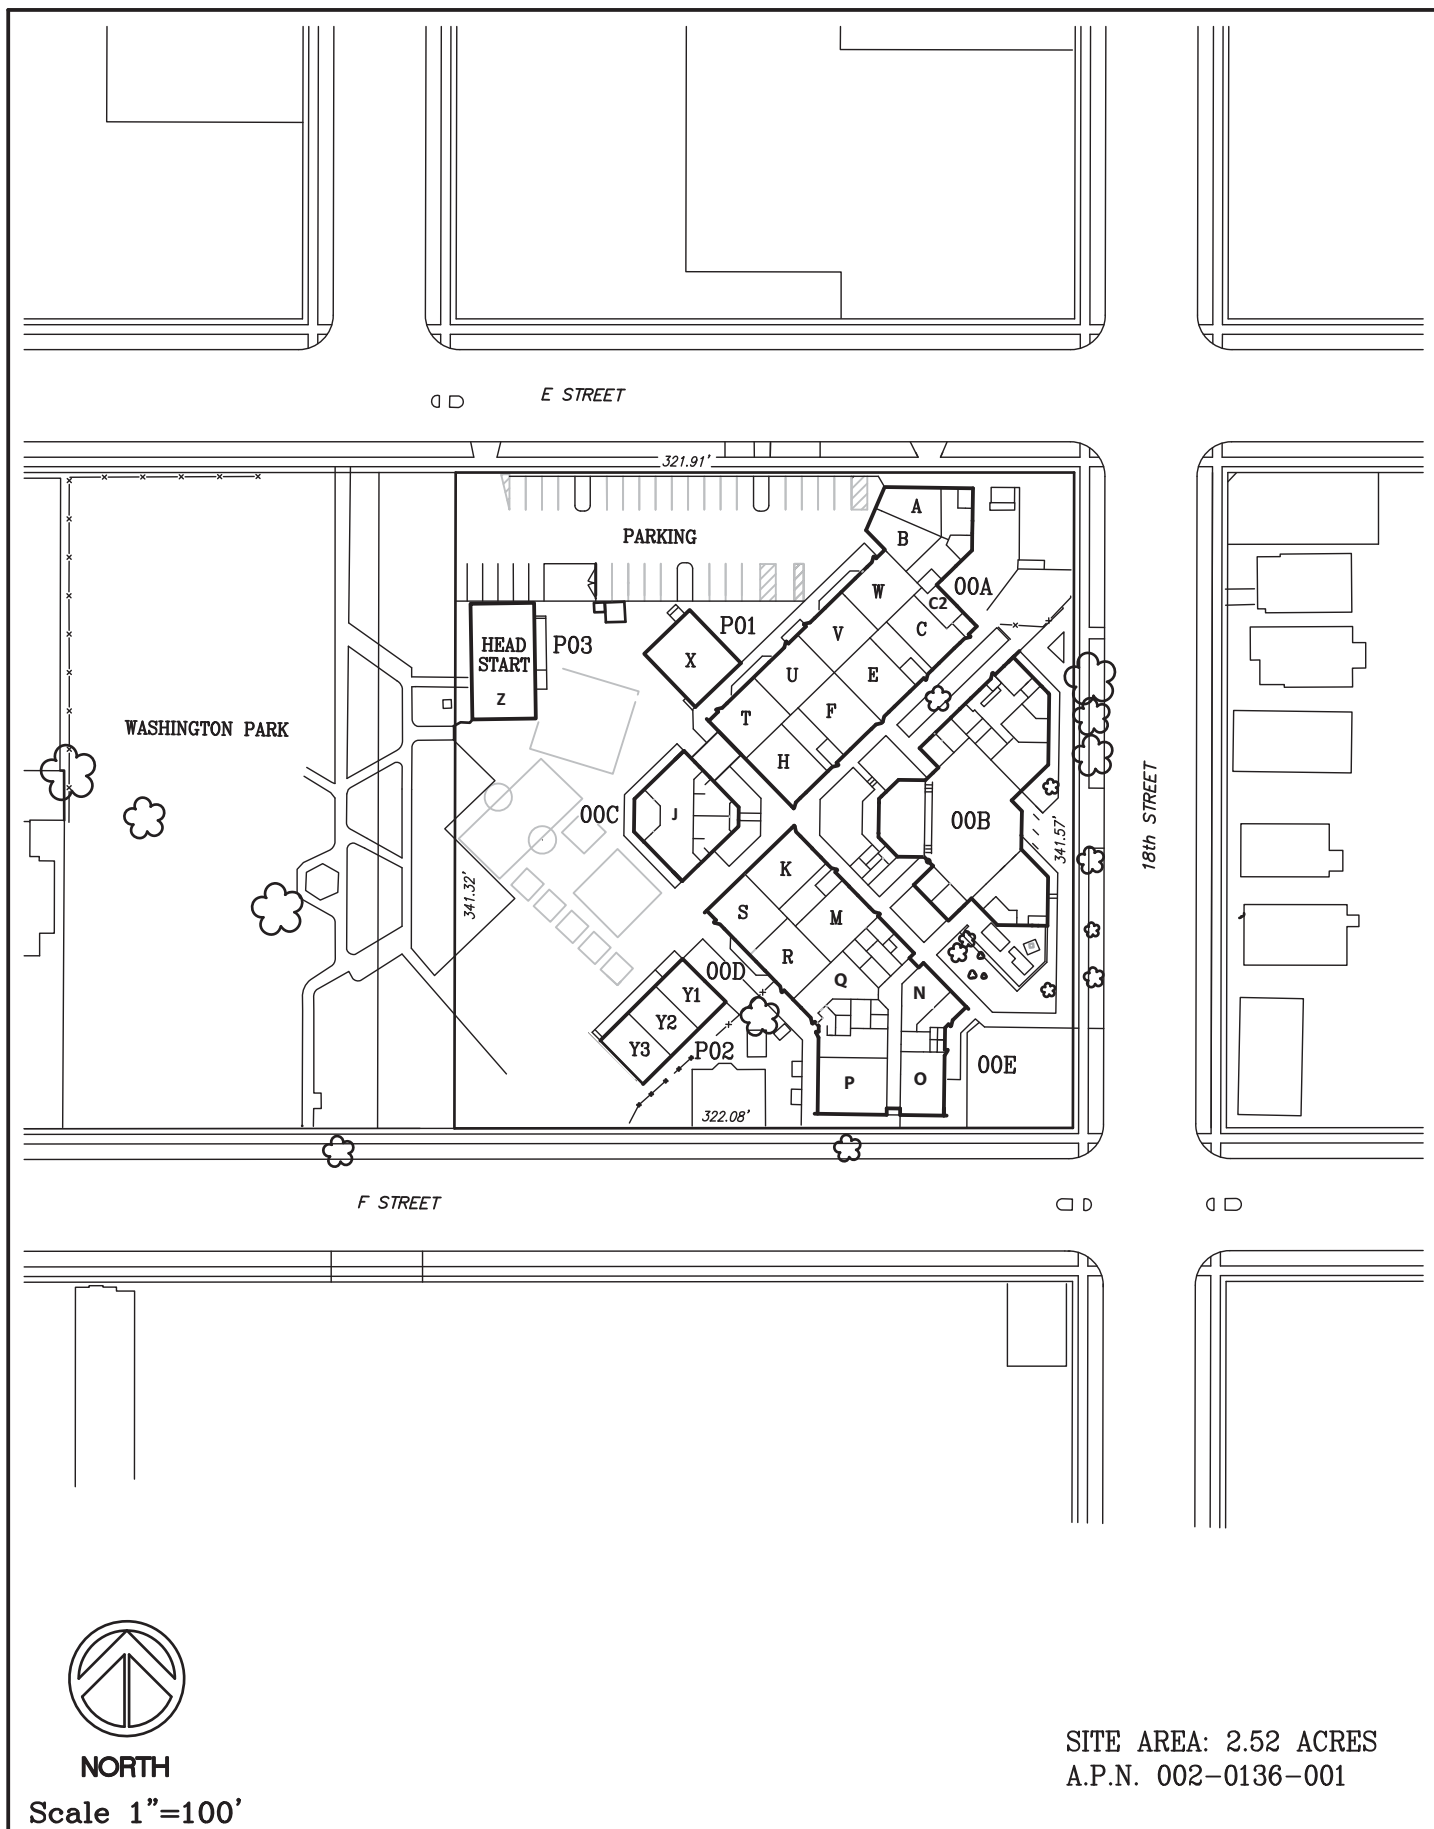 E STREET
321.91'
PARKING
A
B
W
00A
C2
C
V
P01
P03
HEAD
START
Z
X
U
E
T
F
H
WASHINGTON PARK
00C
J
00B
341.57'
18th STREET
341.32'
K
S
M
R
Q
00D
N
Y1
Y2
Y3
P02
P
O
00E
322.08'
F STREET
NORTH
Scale 1"=100'
SITE AREA: 2.52 ACRES
A.P.N. 002-0136-001